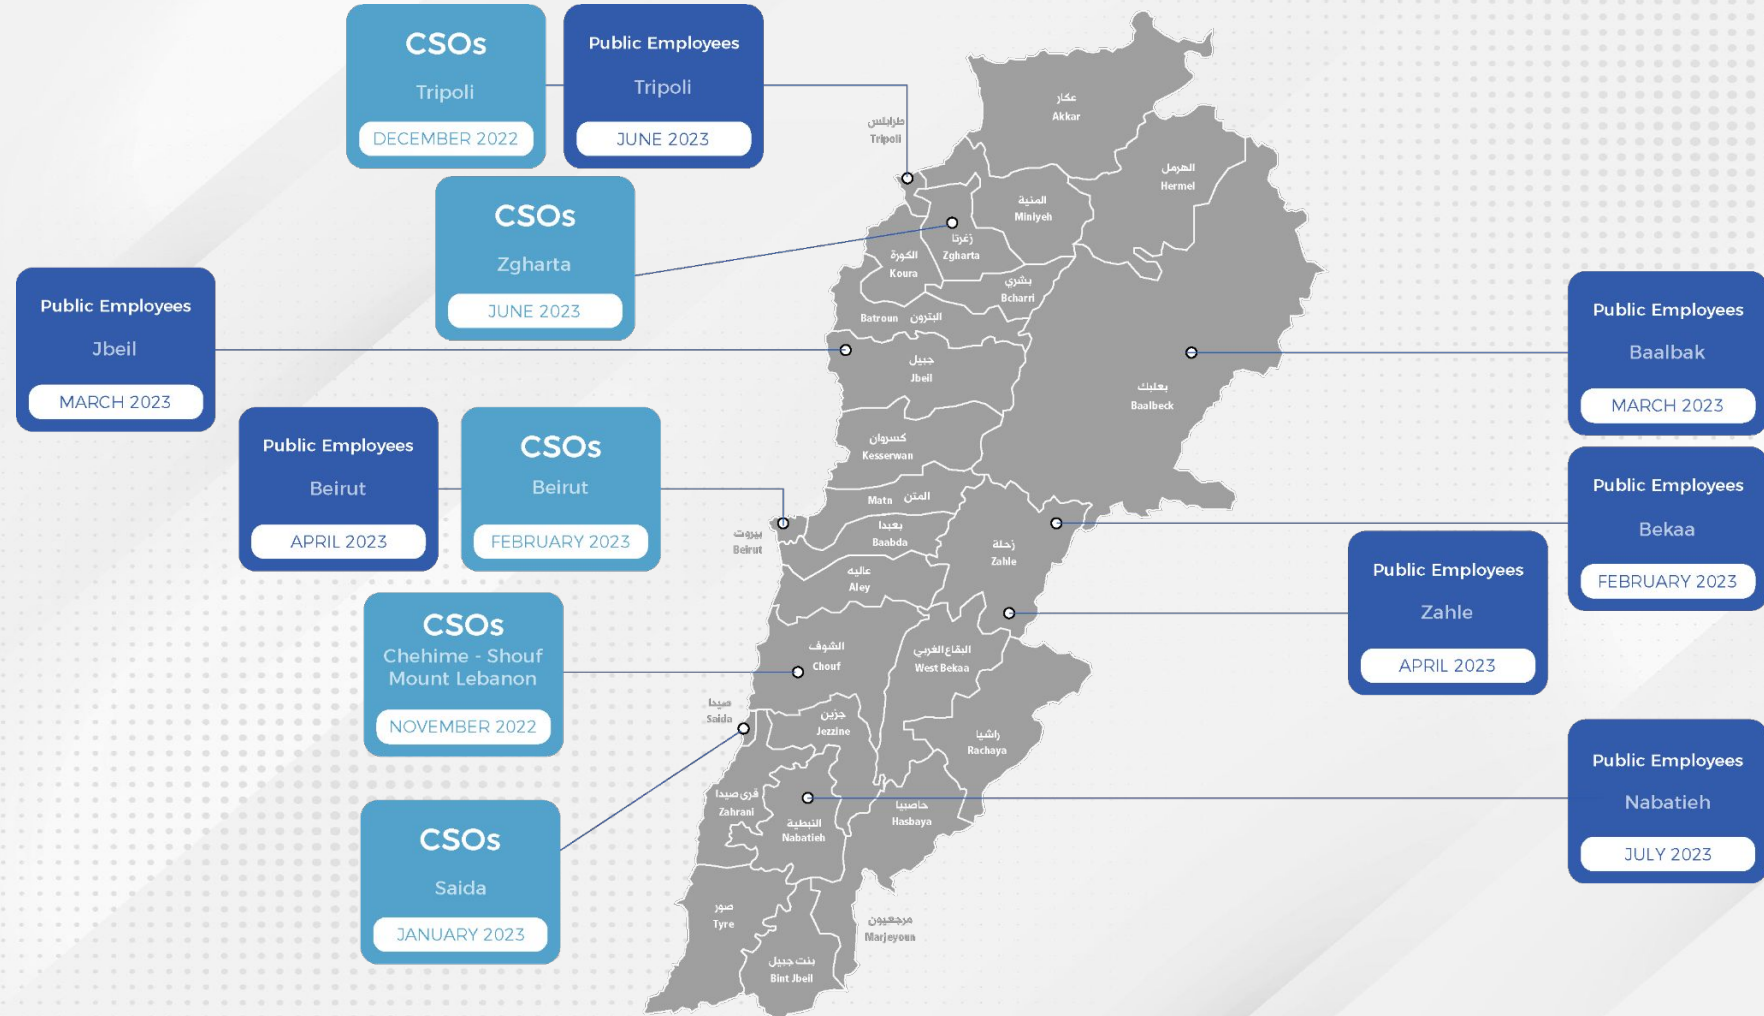 CSOs
Tripoli
DECEMBER 2022
Public Employees
Tripoli
JUNE 2023
CSOs
Zgharta
JUNE 2023
Public Employees
Jbeil
MARCH 2023
Public Employees
Beirut
APRIL 2023
CSOs
Beirut
FEBRUARY 2023
CSOs
Chehime - Shouf
Mount Lebanon
NOVEMBER 2022
CSOs
Saida
JANUARY 2023
عكار
Akkar
طرابلس
Tripoli
الهرمل
Hermel
المنية
Miniyeh
زغرتا
Zgharta
الكورة
Koura
بشري
Bcharri
Batroun البترون
جبيل
Jbeil
بعلبك
Baalbeck
كسروان
Kesserwan
Matn المتن
بعبدا
Baabda
بيروت
Beirut
زحلة
Zahle
عاليه
Aley
الشوف
Chouf
البقاع الغربي
West Bekaa
صيدا
Saida
جزين
Jezzine
راشيا
Rachaya
قرى صيدا
Zahrani
النبطية
Nabatieh
حاصبيا
Hasbaya
صور
Tyre
مرجعيون
Marjeyoun
بنت جبيل
Bint Jbeil
Public Employees
Baalbak
MARCH 2023
Public Employees
Bekaa
FEBRUARY 2023
Public Employees
Zahle
APRIL 2023
Public Employees
Nabatieh
JULY 2023